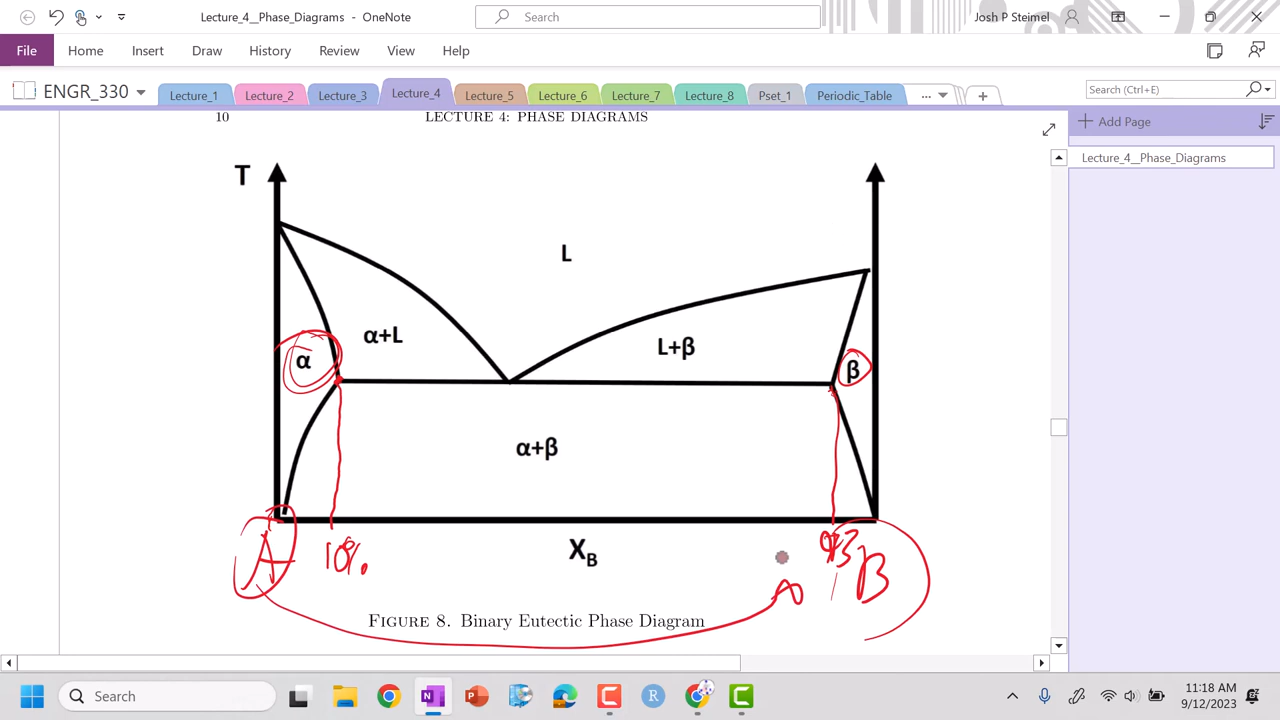 Lecture_4__Phase_Diagrams - OneNote
Search
Josh P Steimel
File Home Insert Draw History Review View Help
ENGR_330
Lecture_1 Lecture_2 Lecture_3 Lecture_4 Lecture_5 Lecture_6 Lecture_7 Lecture_8 Pset_1 Periodic_Table ...
Search (Ctrl+E)
Add Page
Lecture_4__Phase_Diagrams
10 LECTURE 4: PHASE DIAGRAMS
T
L
α+L
L+β
α
β
α+β
A
10%
X_B
B
FIGURE 8. Binary Eutectic Phase Diagram
Search
11:18 AM
9/12/2023